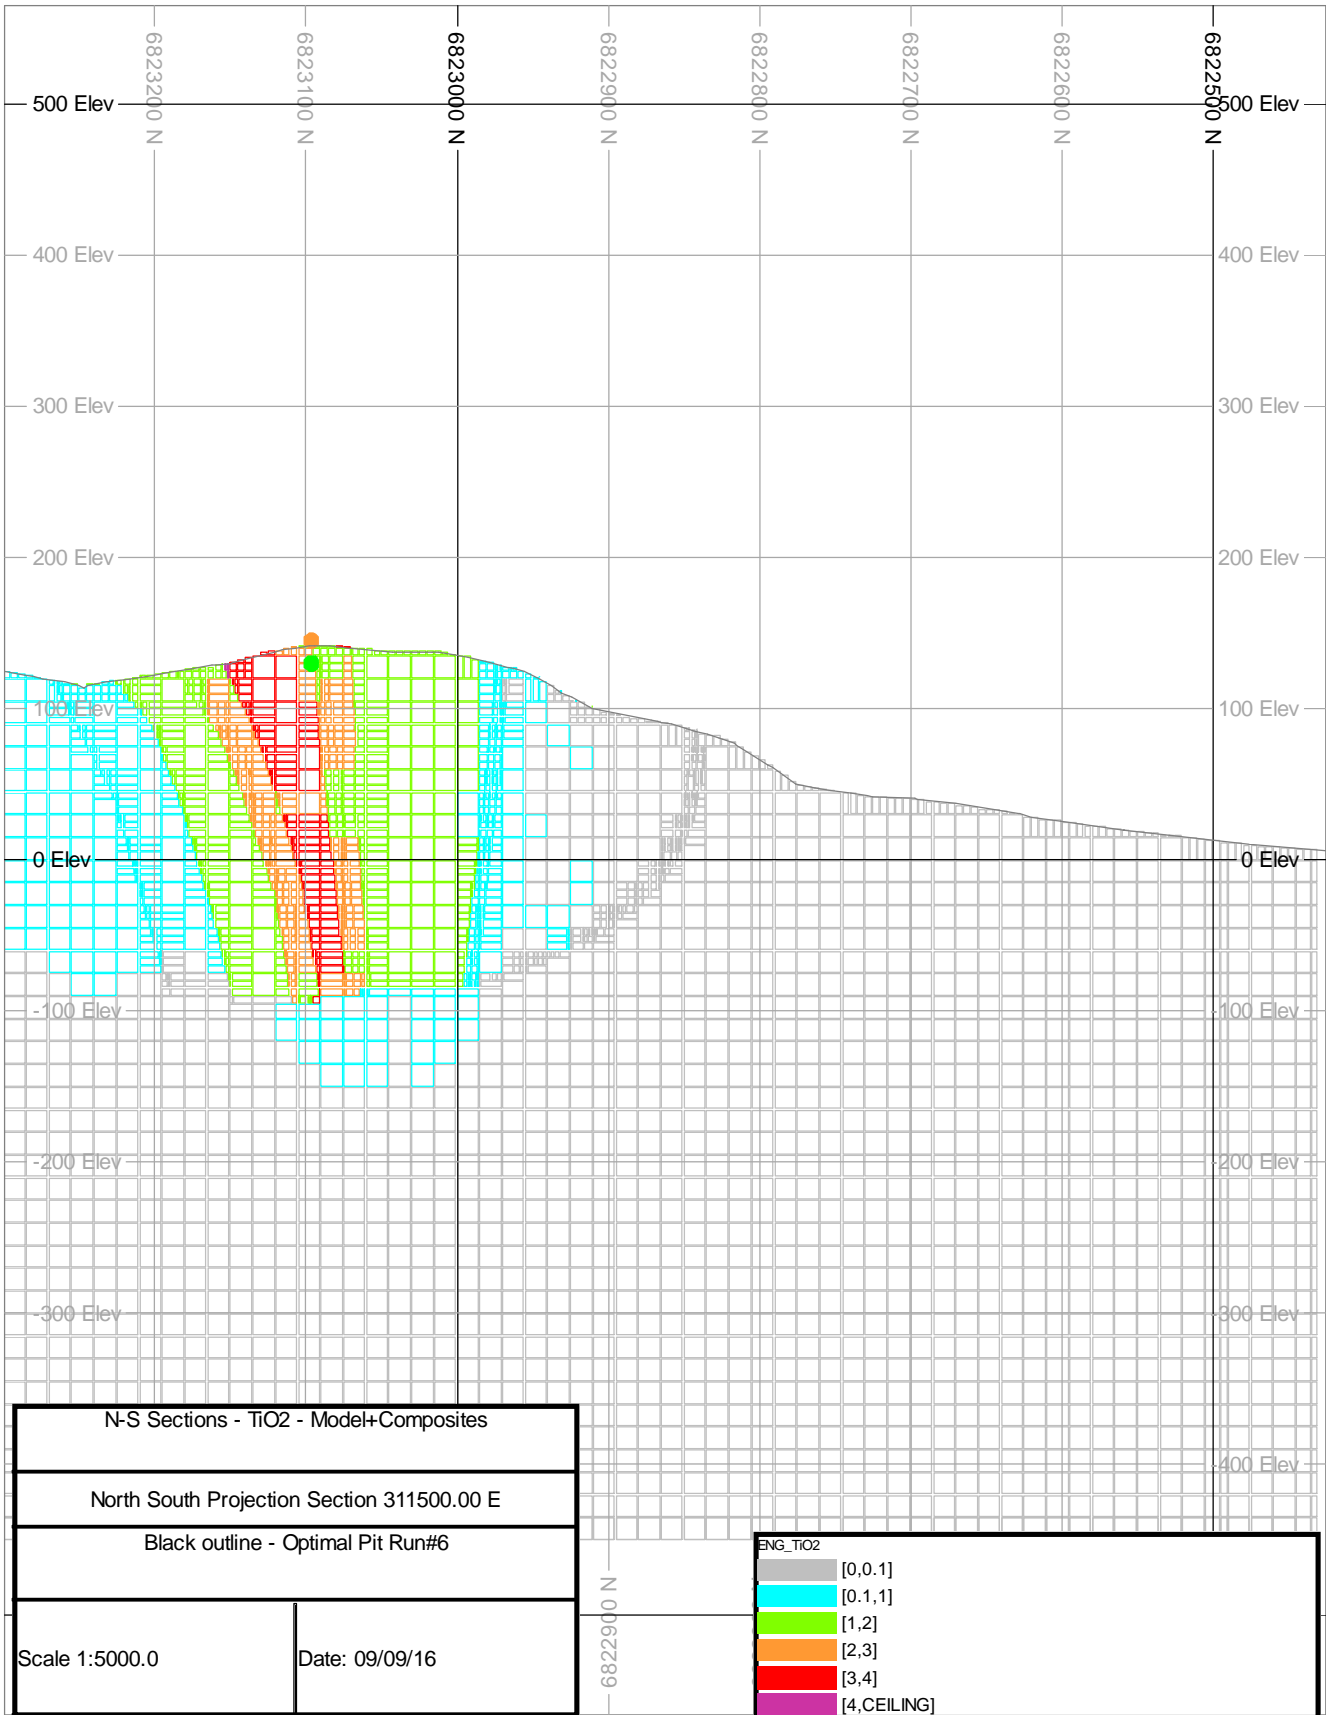 6823200 N
6823100 N
6823000 N
6822900 N
6822800 N
6822700 N
6822600 N
6822500 N
500 Elev
500 Elev
400 Elev
400 Elev
300 Elev
300 Elev
200 Elev
200 Elev
100 Elev
100 Elev
0 Elev
0 Elev
-100 Elev
-100 Elev
-200 Elev
-200 Elev
-300 Elev
-300 Elev
-400 Elev
N-S Sections - TiO2 - Model+Composites
North South Projection Section 311500.00 E
Black outline - Optimal Pit Run#6
Scale 1:5000.0
Date: 09/09/16
6822900 N
ENG_TiO2
[0,0.1]
[0.1,1]
[1,2]
[2,3]
[3,4]
[4,CEILING]